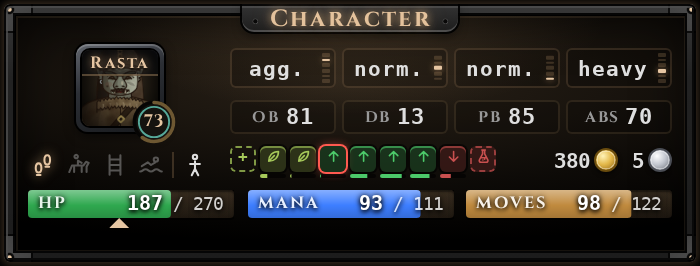 CHARACTER
RASTA
73
agg. norm. norm. heavy
OB 81 DB 13 PB 85 ABS 70
380 5
HP 187 / 270 MANA 93 / 111 MOVES 98 / 122